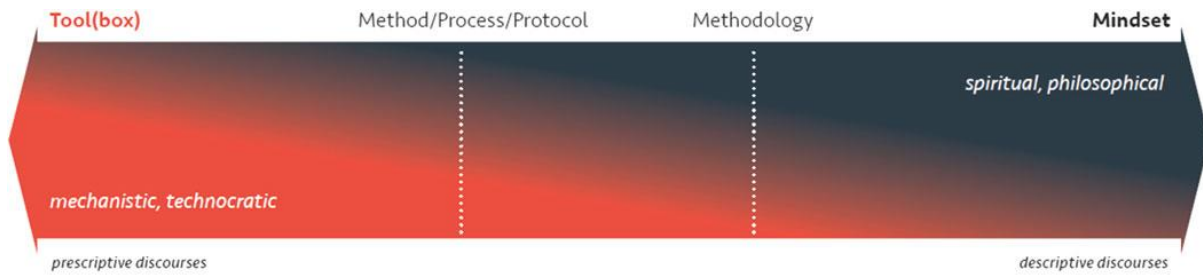 Tool(box) Method/Process/Protocol Methodology Mindset
spiritual, philosophical
mechanistic, technocratic
prescriptive discourses descriptive discourses